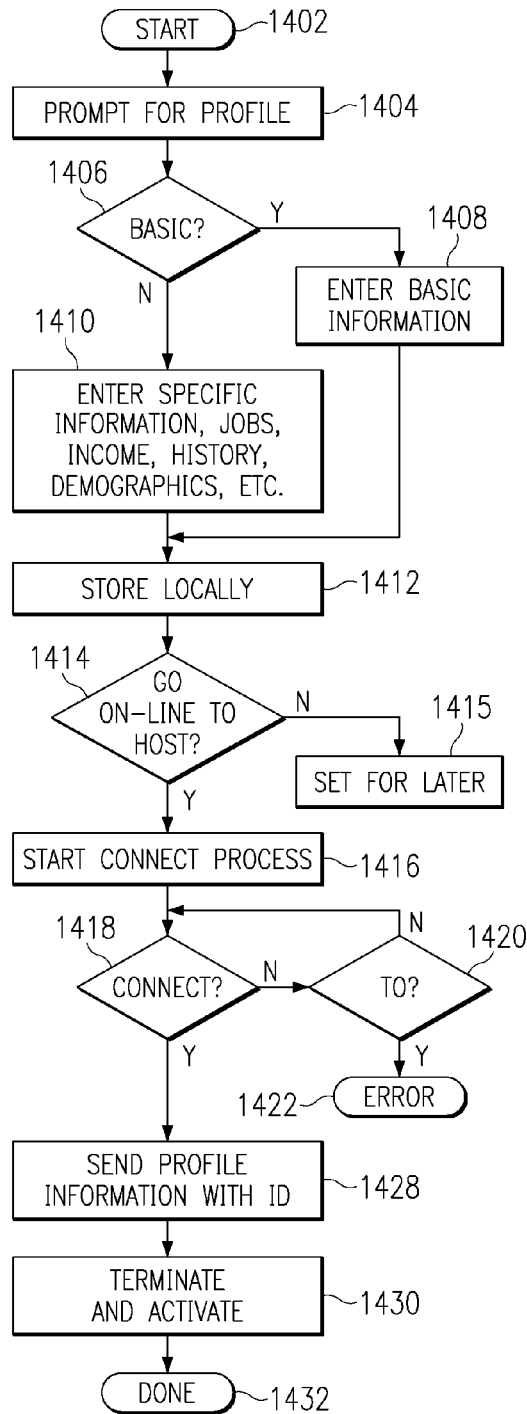 START
1402
PROMPT FOR PROFILE
1404
1406
BASIC?
Y
N
1408
ENTER BASIC
INFORMATION
1410
ENTER SPECIFIC
INFORMATION, JOBS,
INCOME, HISTORY,
DEMOGRAPHICS, ETC.
STORE LOCALLY
1412
1414
GO
ON-LINE TO
HOST?
N
Y
1415
SET FOR LATER
START CONNECT PROCESS
1416
1418
CONNECT?
N
Y
N
1420
TO?
Y
1422
ERROR
SEND PROFILE
INFORMATION WITH ID
1428
TERMINATE
AND ACTIVATE
1430
DONE
1432